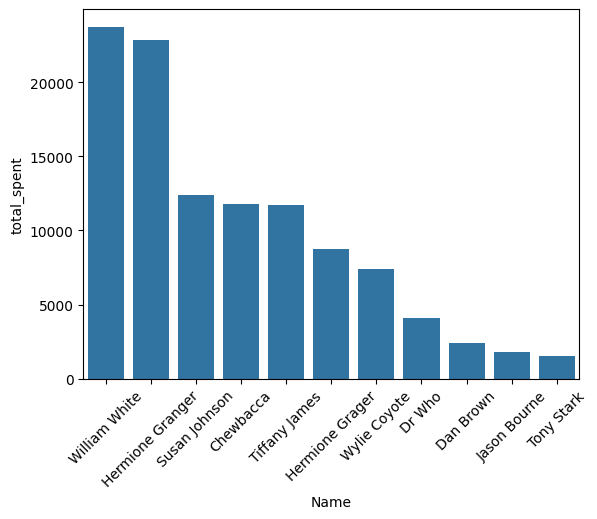 total_spent
20000
15000
10000
5000
0
William White
Hermione Granger
Susan Johnson
Chewbacca
Tiffany James
Hermione Grager
Wylie Coyote
Dr Who
Dan Brown
Jason Bourne
Tony Stark
Name